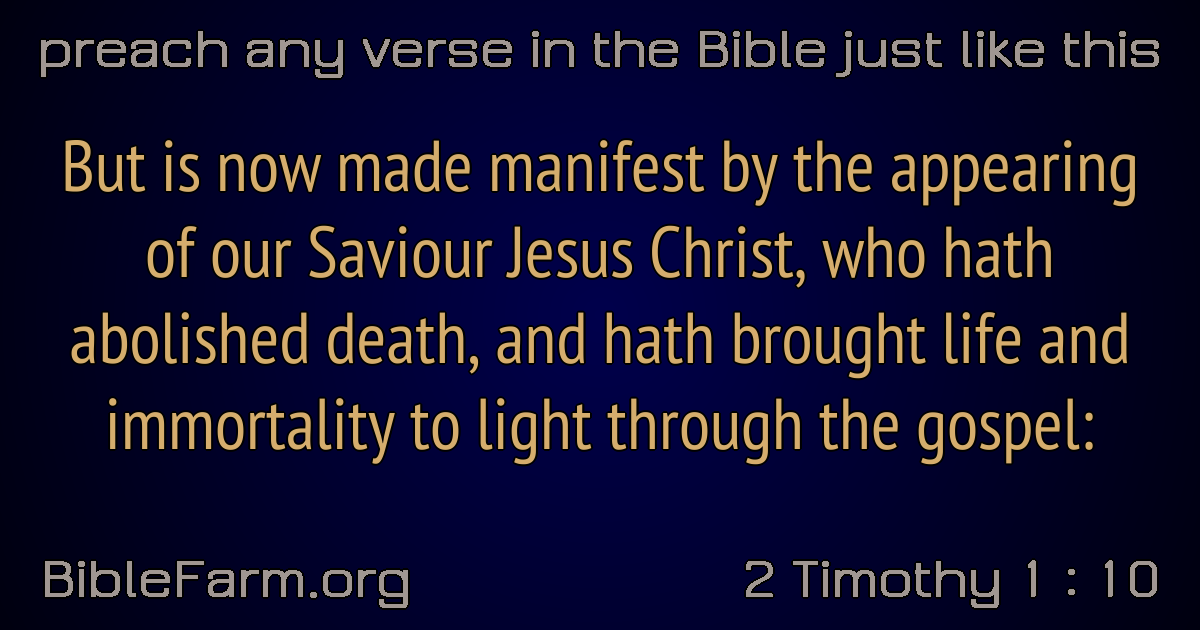 preach any verse in the Bible just like this
But is now made manifest by the appearing
of our Saviour Jesus Christ, who hath
abolished death, and hath brought life and
immortality to light through the gospel:
BibleFarm.org
2 Timothy 1 : 10